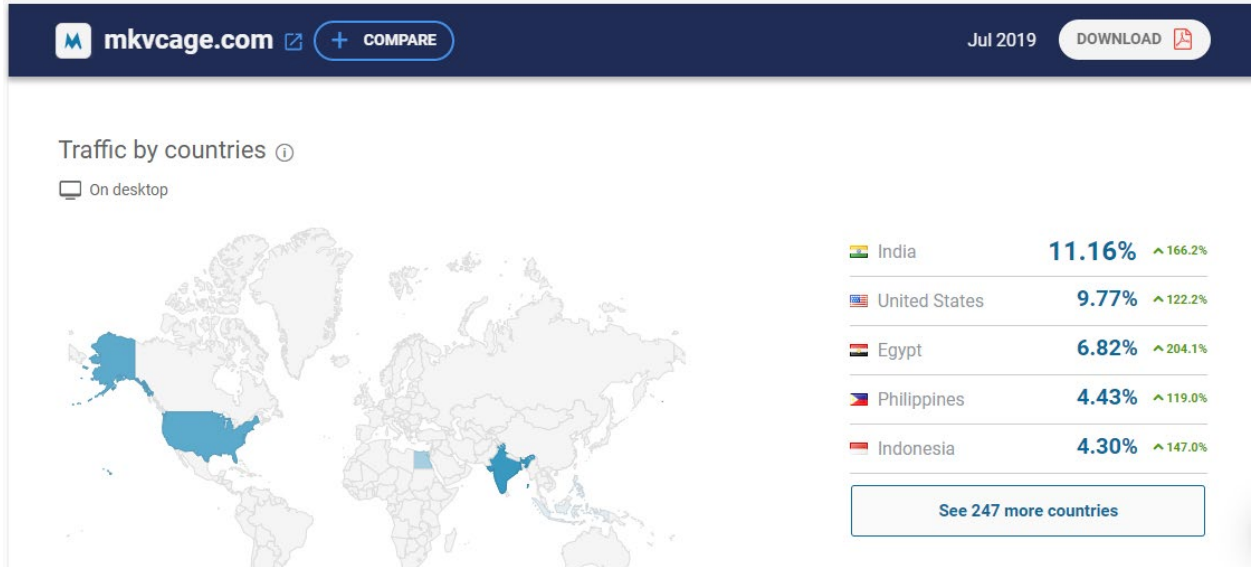 mkvcage.com + COMPARE Jul 2019 DOWNLOAD
Traffic by countries
On desktop
India 11.16% 166.2%
United States 9.77% 122.2%
Egypt 6.82% 204.1%
Philippines 4.43% 119.0%
Indonesia 4.30% 147.0%
See 247 more countries